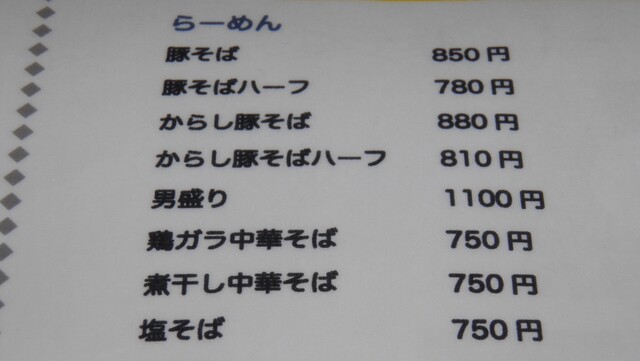 らーめん
豚そば 850円
豚そばハーフ 780円
からし豚そば 880円
からし豚そばハーフ 810円
男盛り 1100円
鶏ガラ中華そば 750円
煮干し中華そば 750円
塩そば 750円